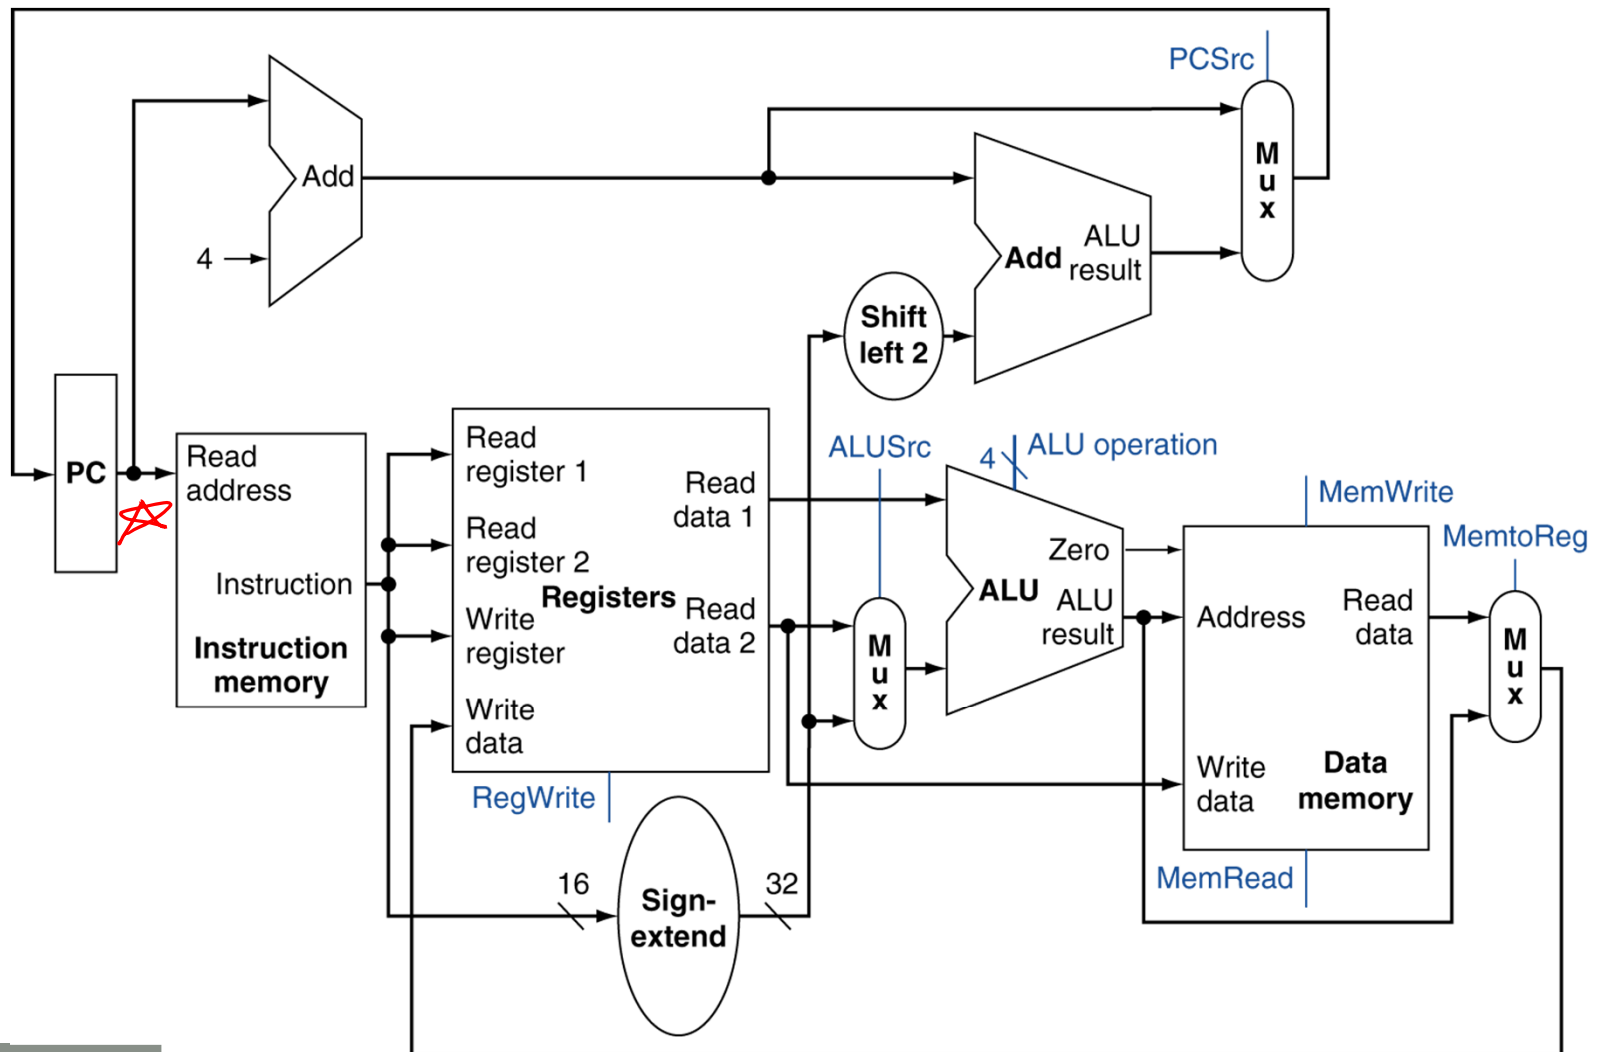 PCSrc
M
u
x
Add
4
Add
ALU
result
Shift
left 2
PC
Read
address
Instruction
Instruction
memory
Read
register 1
Read
register 2
Write
register
Write
data
Registers
Read
data 1
Read
data 2
RegWrite
16
Sign-
extend
32
ALUSrc
M
u
x
4
ALU operation
Zero
ALU
ALU
result
MemWrite
Address
Read
data
Write
data
Data
memory
MemRead
MemtoReg
M
u
x